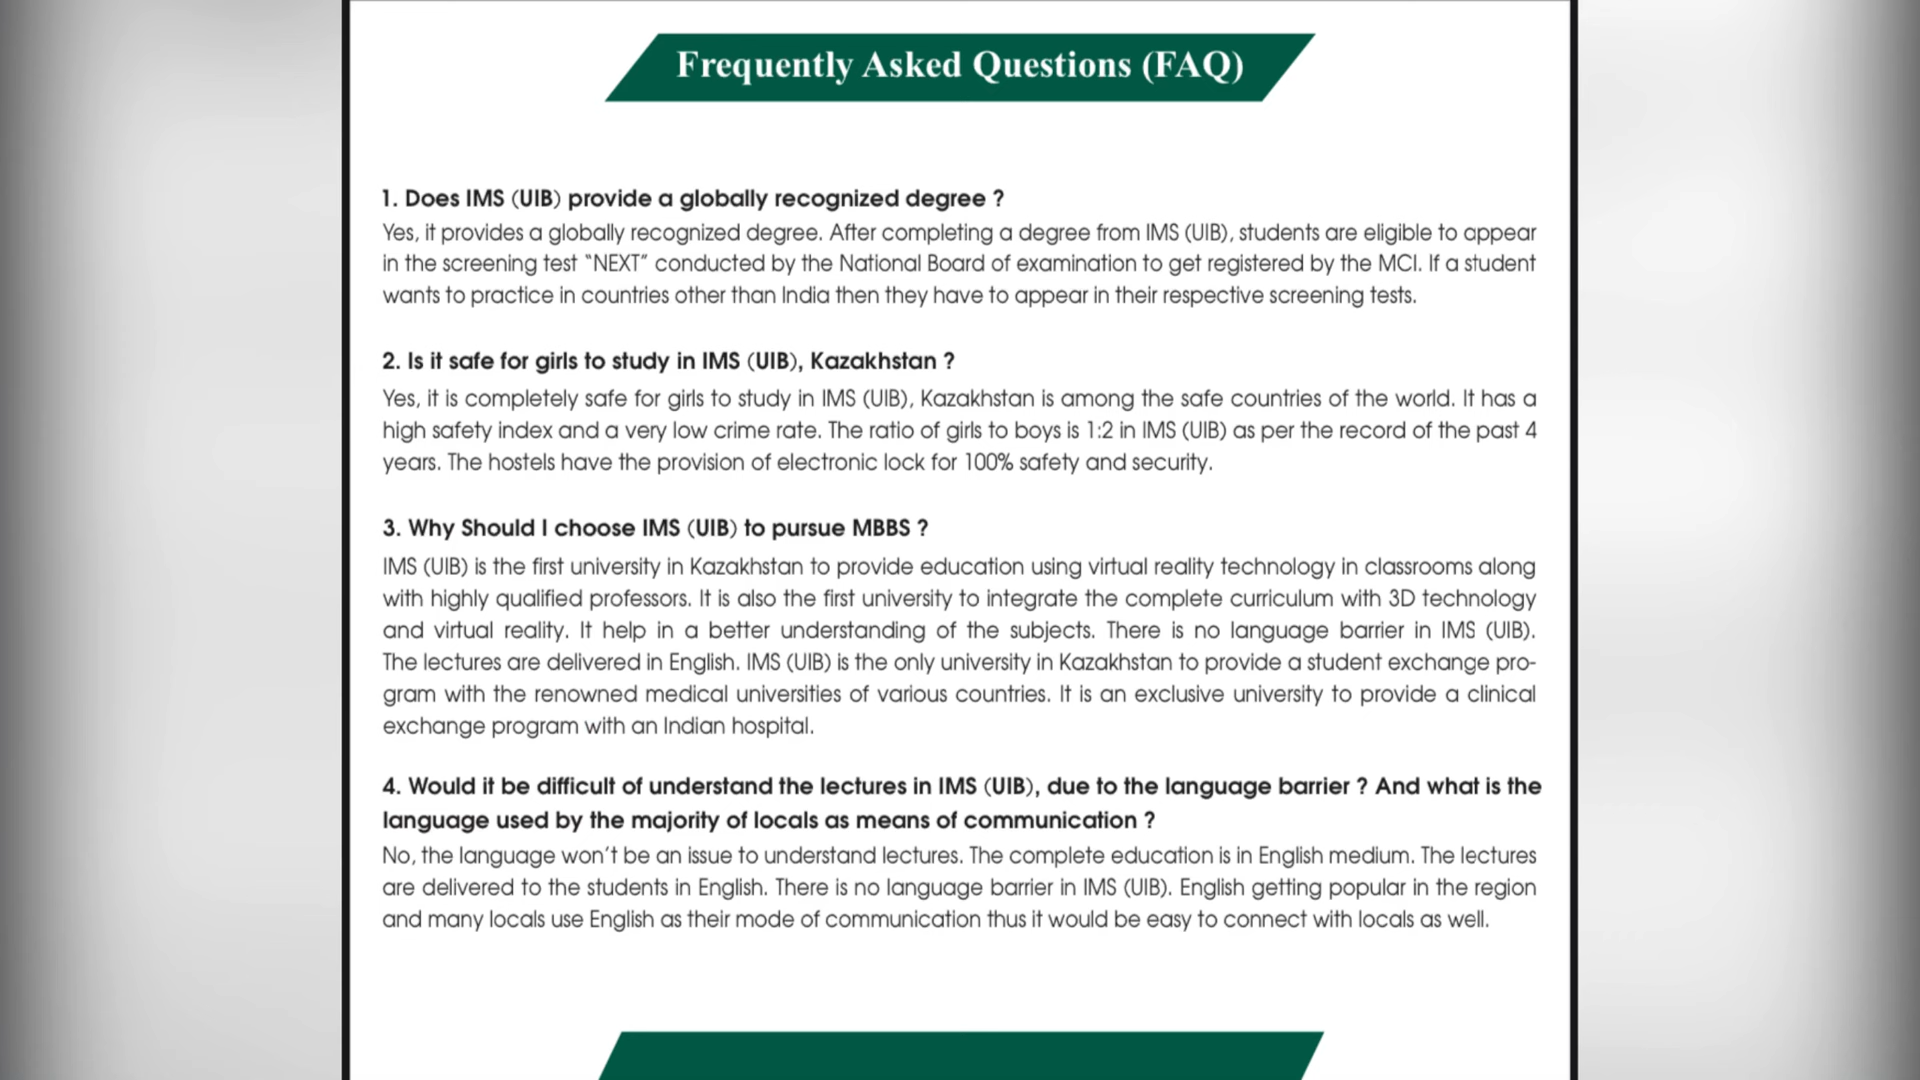 Frequently Asked Questions (FAQ)
1. Does IMS (UIB) provide a globally recognized degree ?
Yes, it provides a globally recognized degree. After completing a degree from IMS (UIB), students are eligible to appear
in the screening test “NEXT” conducted by the National Board of examination to get registered by the MCI. If a student
wants to practice in countries other than India then they have to appear in their respective screening tests.
2. Is it safe for girls to study in IMS (UIB), Kazakhstan ?
Yes, it is completely safe for girls to study in IMS (UIB), Kazakhstan is among the safe countries of the world. It has a
high safety index and a very low crime rate. The ratio of girls to boys is 1:2 in IMS (UIB) as per the record of the past 4
years. The hostels have the provision of electronic lock for 100% safety and security.
3. Why Should I choose IMS (UIB) to pursue MBBS ?
IMS (UIB) is the first university in Kazakhstan to provide education using virtual reality technology in classrooms along
with highly qualified professors. It is also the first university to integrate the complete curriculum with 3D technology
and virtual reality. It help in a better understanding of the subjects. There is no language barrier in IMS (UIB).
The lectures are delivered in English. IMS (UIB) is the only university in Kazakhstan to provide a student exchange pro-
gram with the renowned medical universities of various countries. It is an exclusive university to provide a clinical
exchange program with an Indian hospital.
4. Would it be difficult of understand the lectures in IMS (UIB), due to the language barrier ? And what is the
language used by the majority of locals as means of communication ?
No, the language won’t be an issue to understand lectures. The complete education is in English medium. The lectures
are delivered to the students in English. There is no language barrier in IMS (UIB). English getting popular in the region
and many locals use English as their mode of communication thus it would be easy to connect with locals as well.